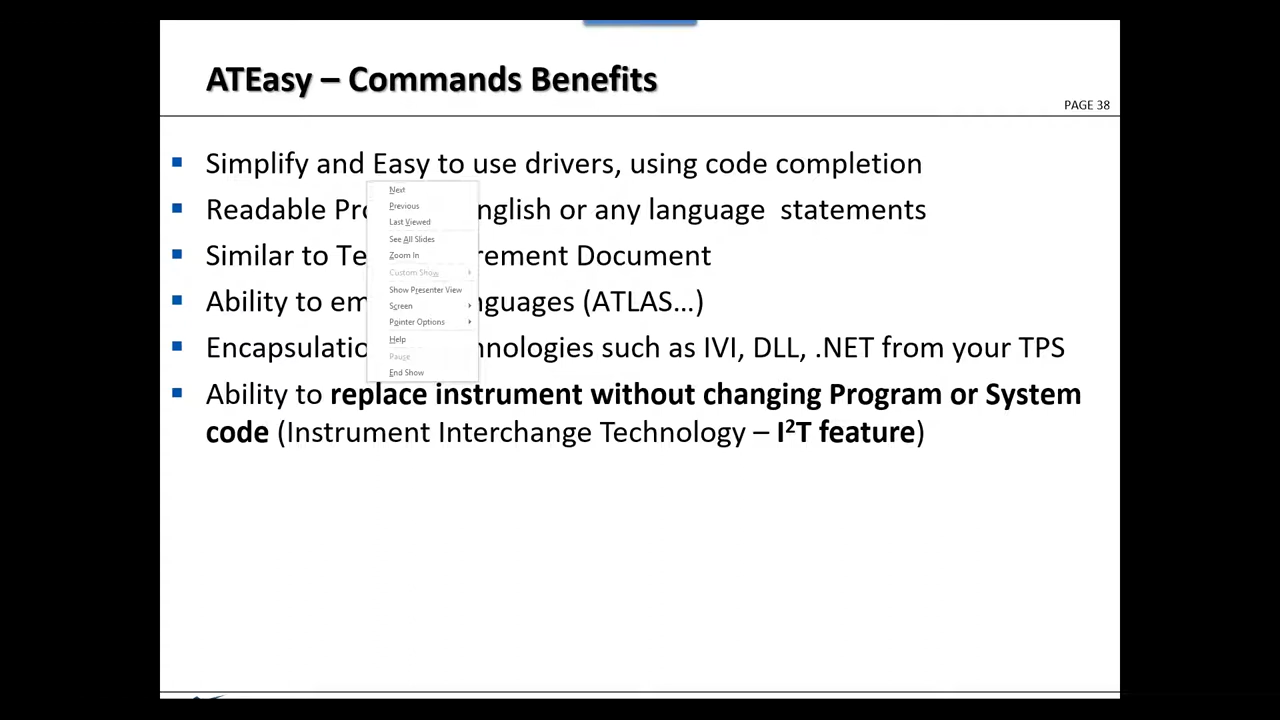 ATEasy – Commands Benefits
PAGE 38
▪ Simplify and Easy to use drivers, using code completion
▪ Readable Pro nglish or any language statements
▪ Similar to Te rement Document
▪ Ability to em nguages (ATLAS…)
▪ Encapsulatio nnologies such as IVI, DLL, .NET from your TPS
▪ Ability to replace instrument without changing Program or System
code (Instrument Interchange Technology – I²T feature)
Next
Previous
Last Viewed
See All Slides
Zoom In
Custom Show
Show Presenter View
Screen
Pointer Options
Help
Pause
End Show